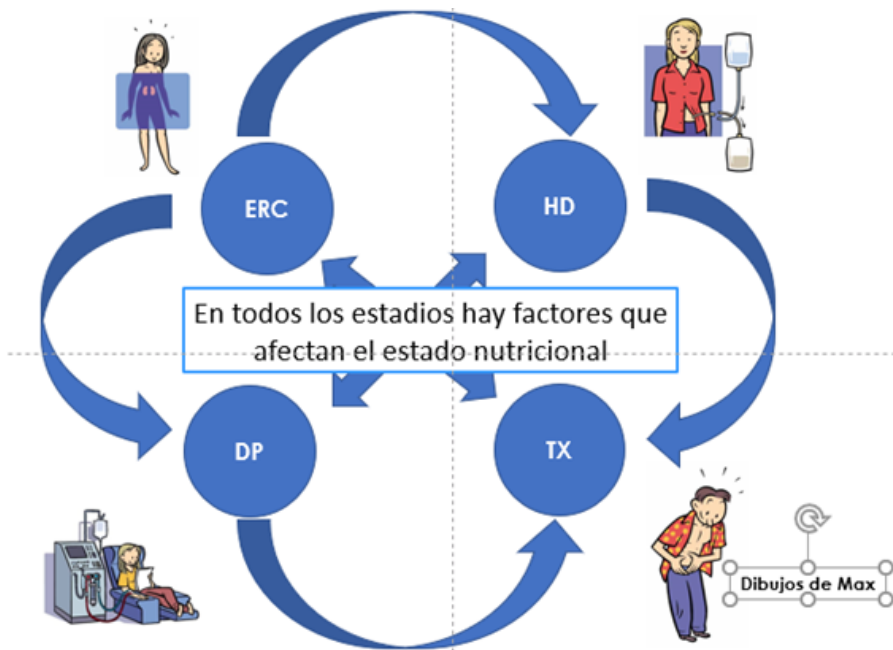 ERC
HD
En todos los estadios hay factores que
afectan el estado nutricional
DP
TX
Dibujos de Max